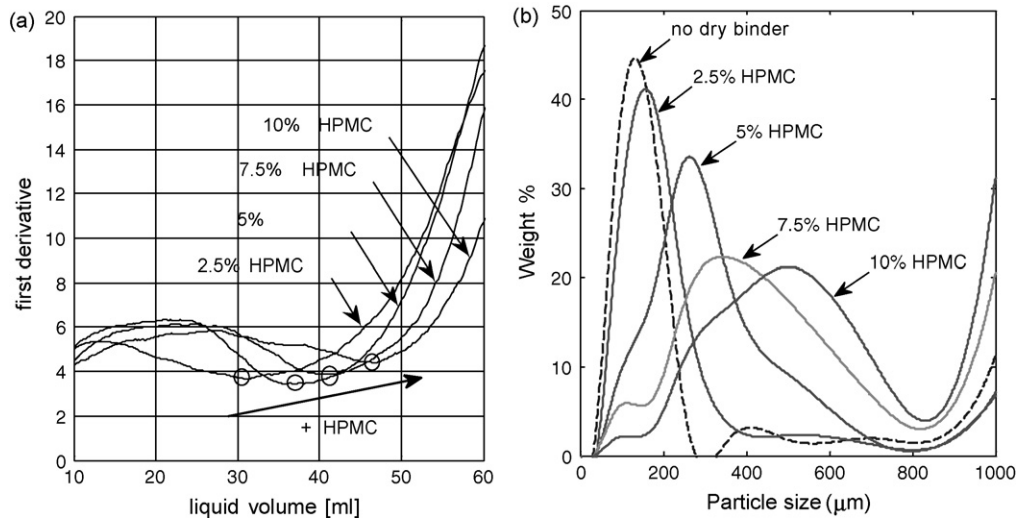 (a)
18
16
14
12
10
8
6
4
2
0
first derivative
10% HPMC
7.5% HPMC
5%
2.5% HPMC
+ HPMC
10 20 30 40 50 60
liquid volume [ml]
(b)
50
40
30
20
10
0
Weight %
no dry binder
2.5% HPMC
5% HPMC
7.5% HPMC
10% HPMC
0 200 400 600 800 1000
Particle size (μm)